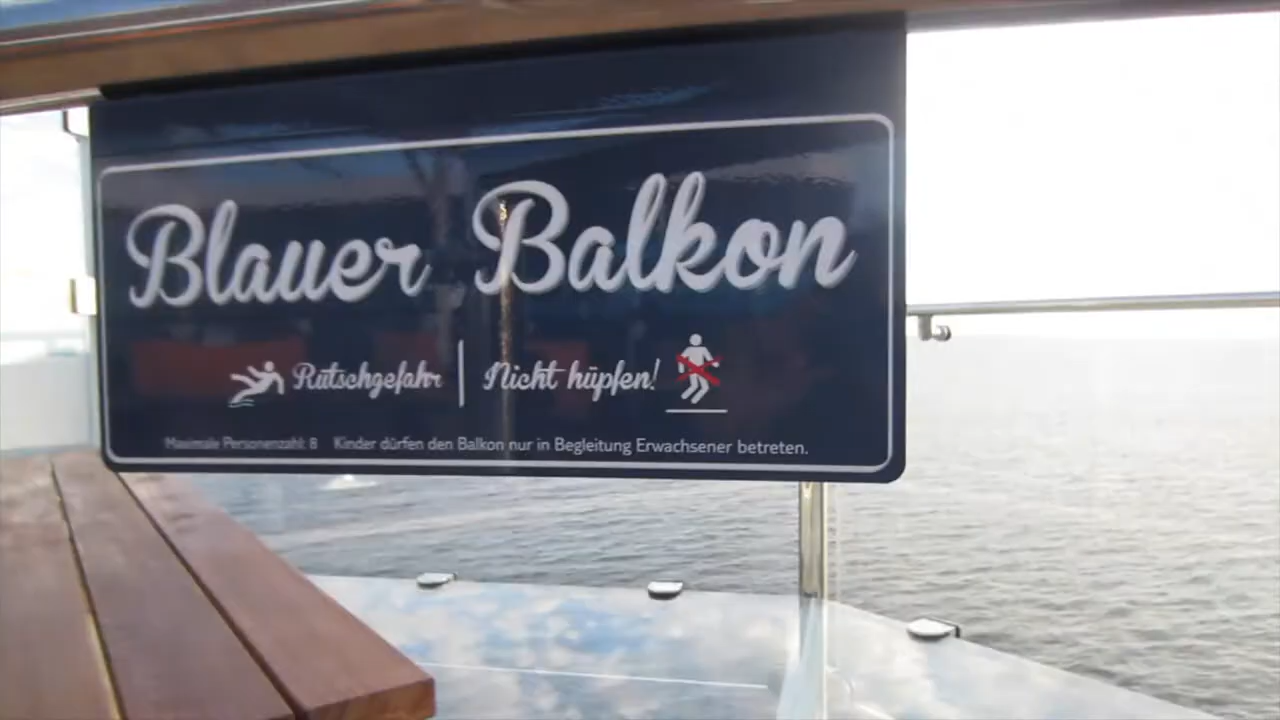 Blauer Balkon
Rutschgefahr | Nicht hüpfen!
Maximale Personenzahl: 8 Kinder dürfen den Balkon nur in Begleitung Erwachsener betreten.